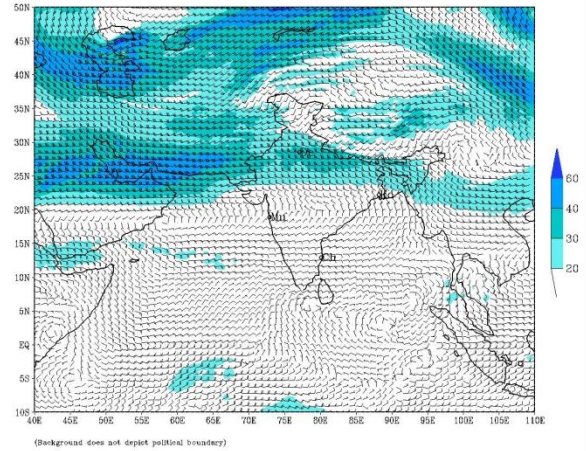 50N
45N
40N
35N
30N
25N
20N
15N
10N
5N
EQ
5S
10S
40E 45E 50E 55E 60E 65E 70E 75E 80E 85E 90E 95E 100E 105E 110E
Mu
Ch
60
40
30
20
(Background does not depict political boundary)